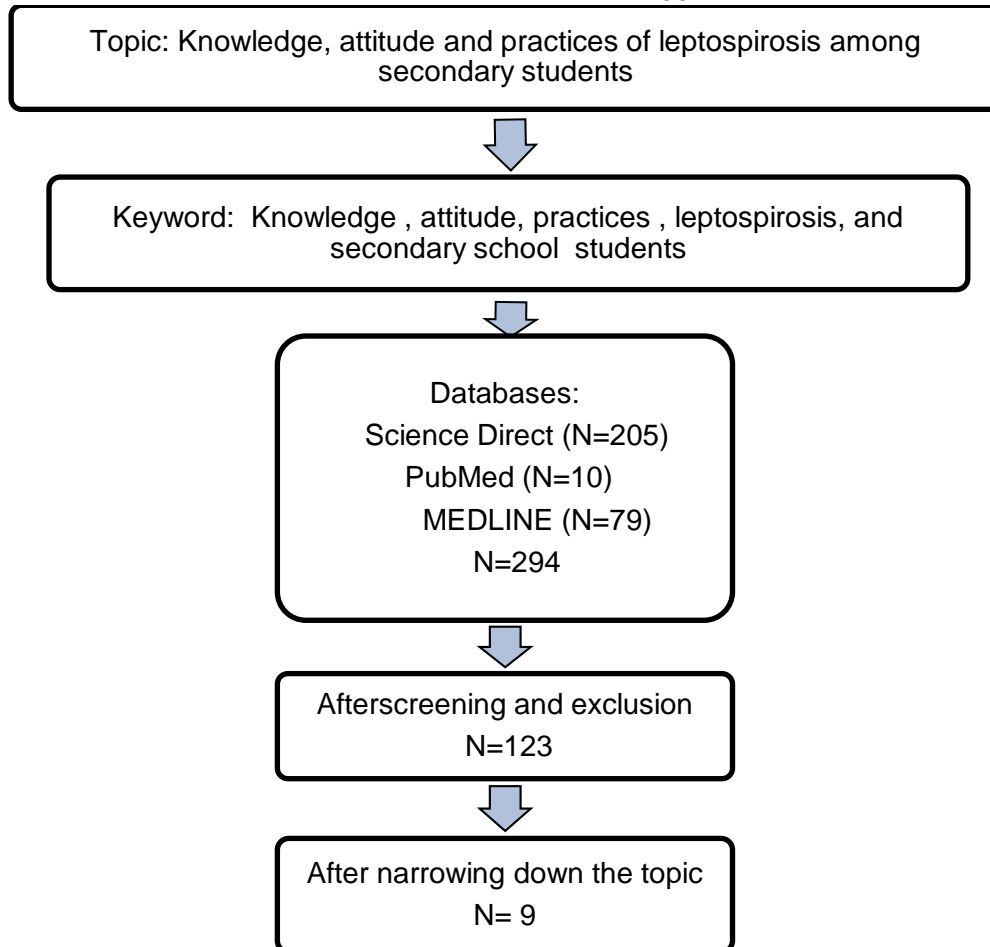 Topic: Knowledge, attitude and practices of leptospirosis among
secondary students
Keyword:  Knowledge , attitude, practices , leptospirosis, and
secondary school  students
Databases:
Science Direct (N=205)
PubMed (N=10)
MEDLINE (N=79)
N=294
Afterscreening and exclusion
N=123
After narrowing down the topic
N= 9